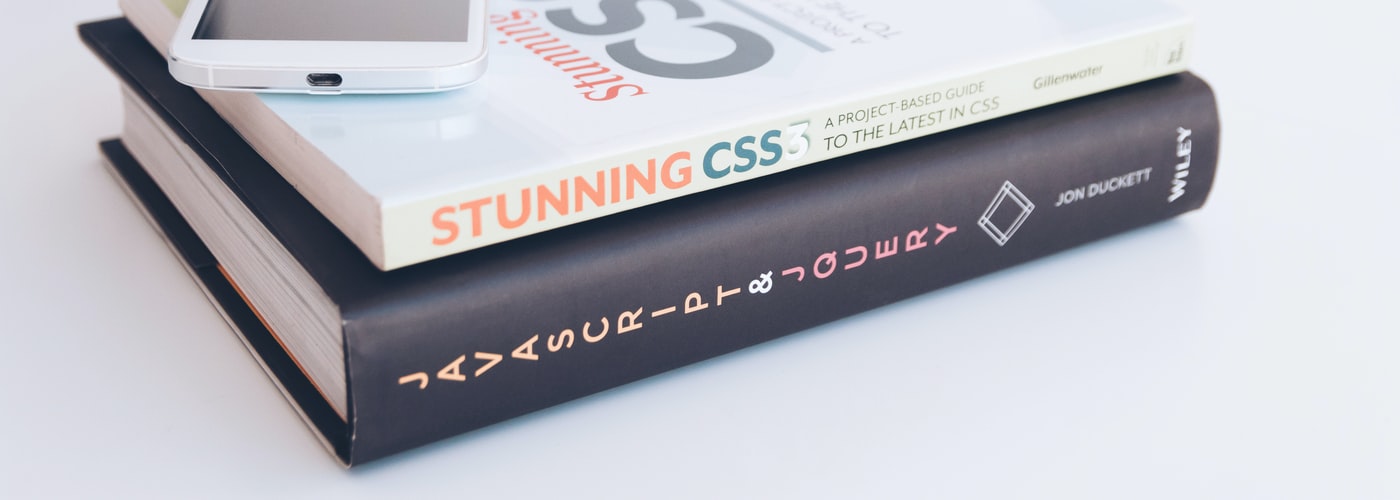 CSS
Stunning
A PROJECT
TO THE
STUNNING CSS3
A PROJECT-BASED GUIDE
TO THE LATEST IN CSS
Gillenwater
JAVASCRIPT & JQUERY
JON DUCKETT
WILEY